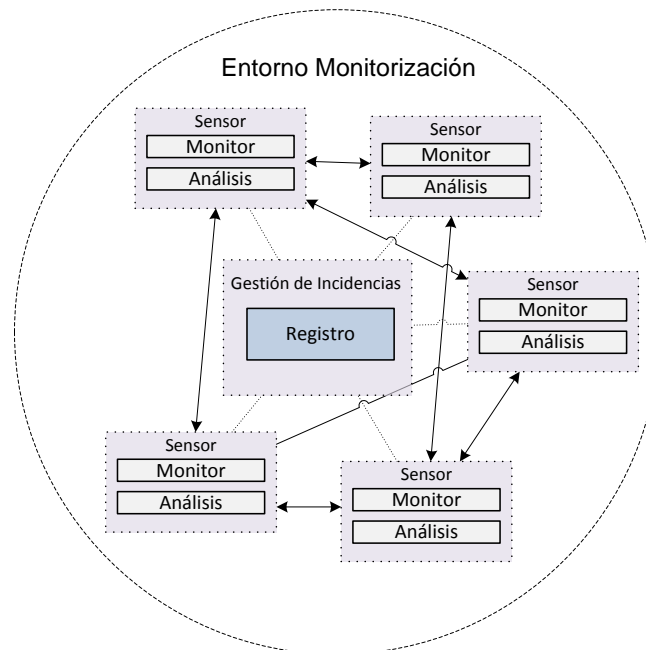 Entorno Monitorización
Sensor
Monitor
Análisis
Sensor
Monitor
Análisis
Gestión de Incidencias
Registro
Sensor
Monitor
Análisis
Sensor
Monitor
Análisis
Sensor
Monitor
Análisis